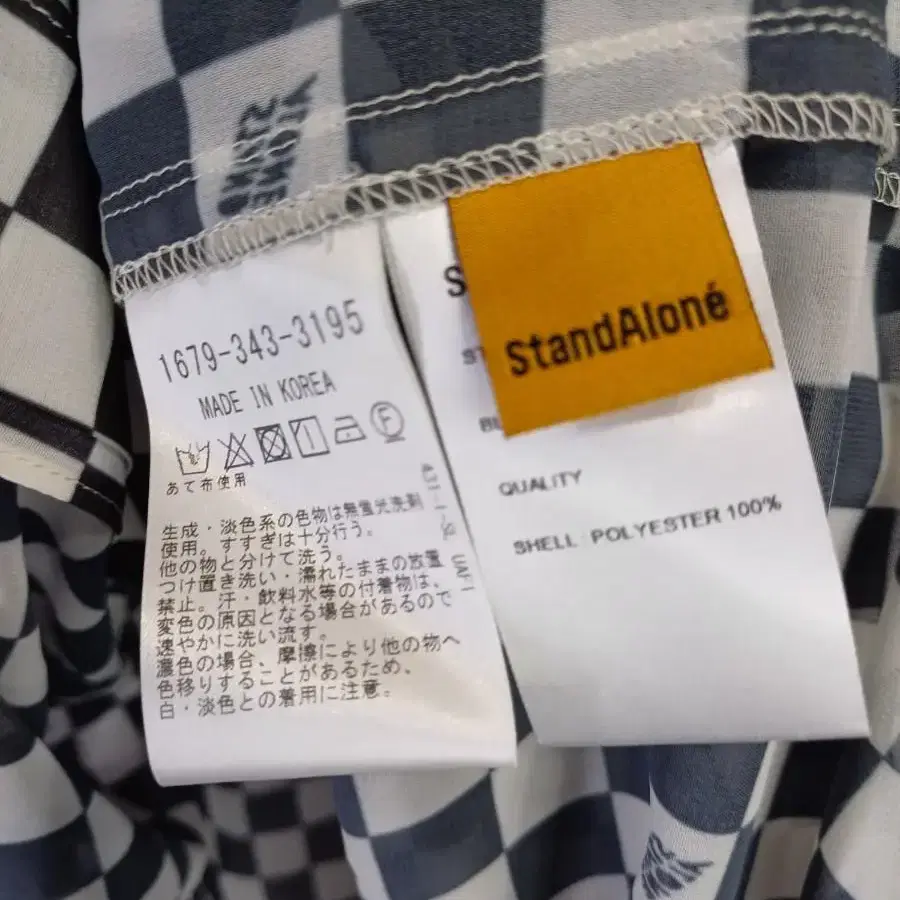 1679-343-3195
MADE IN KOREA
F
あて布使用
生成・淡色系の色物は無蛍光洗剤
使用。すすぎは十分行う。
他の物と分けて洗う。
つけ置き洗い・濡れたままの放置
禁止。汗・飲料水等の付着物は、
変色の原因となる場合があるので
速やかに洗い流す。
濃色の場合、摩擦により他の物へ
色移りすることがあるため、
白・淡色との着用に注意。
UAF1
StandAloné
QUALITY
SHELL : POLYESTER 100%